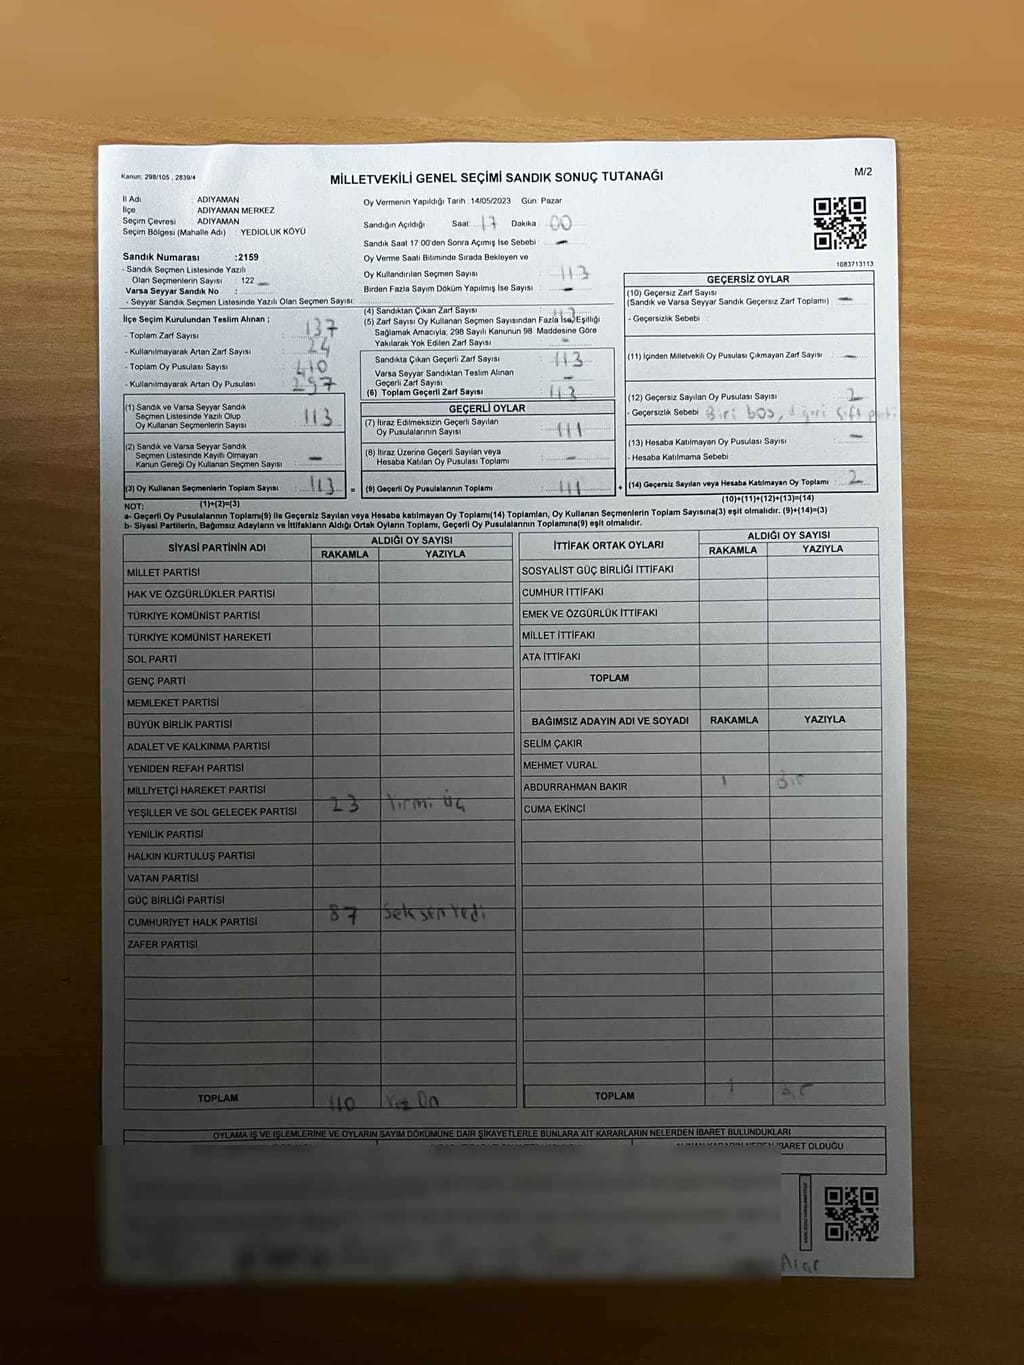 Kanun: 298/105 , 2839/4
MİLLETVEKİLİ GENEL SEÇİMİ SANDIK SONUÇ TUTANAĞI
M/2
İl Adı : ADIYAMAN
İlçe : ADIYAMAN MERKEZ
Seçim Çevresi : ADIYAMAN
Seçim Bölgesi (Mahalle Adı) : YEDİOLUK KÖYÜ
Sandık Numarası :2159
- Sandık Seçmen Listesinde Yazılı
Olan Seçmenlerin Sayısı : 122
Varsa Seyyar Sandık No :
- Seyyar Sandık Seçmen Listesinde Yazılı Olan Seçmen Sayısı:
Oy Vermenin Yapıldığı Tarih :14/05/2023 Gün: Pazar
Sandığın Açıldığı Saat: 17 Dakika : 00
Sandık Saat 17:00'den Sonra Açımış İse Sebebi : –
Oy Verme Saati Bitiminde Sırada Bekleyen ve
Oy Kullandırılan Seçmen Sayısı : 113
Birden Fazla Sayım Döküm Yapılmış İse Sayısı : –
1083713113
İlçe Seçim Kurulundan Teslim Alınan ;
- Toplam Zarf Sayısı : 137
- Kullanılmayarak Artan Zarf Sayısı : 24
- Toplam Oy Pusulası Sayısı : 410
- Kullanılmayarak Artan Oy Pusulası : 297
(1) Sandık ve Varsa Seyyar Sandık
Seçmen Listesinde Yazılı Olup
Oy Kullanan Seçmenlerin Sayısı : 113
(2) Sandık ve Varsa Seyyar Sandık
Seçmen Listesinde Kayıtlı Olmayan
Kanun Gereği Oy Kullanan Seçmen Sayısı : –
(3) Oy Kullanan Seçmenlerin Toplam Sayısı : 113
(4) Sandıktan Çıkan Zarf Sayısı : 113
(5) Zarf Sayısı Oy Kullanan Seçmen Sayısından Fazla İse, Eşitliği
Sağlamak Amacıyla, 298 Sayılı Kanunun 98. Maddesine Göre
Yakılarak Yok Edilen Zarf Sayısı : –
Sandıkta Çıkan Geçerli Zarf Sayısı : 113
Varsa Seyyar Sandıktan Teslim Alınan
Geçerli Zarf Sayısı : –
(6) Toplam Geçerli Zarf Sayısı : 113
GEÇERLİ OYLAR
(7) İtiraz Edilmeksizin Geçerli Sayılan
Oy Pusulalarının Sayısı : 111
(8) İtiraz Üzerine Geçerli Sayılan veya
Hesaba Katılan Oy Pusulası Toplamı : –
= (9) Geçerli Oy Pusulalarının Toplamı : 111
GEÇERSİZ OYLAR
(10) Geçersiz Zarf Sayısı
(Sandık ve Varsa Seyyar Sandık Geçersiz Zarf Toplamı) : –
- Geçersizlik Sebebi :
(11) İçinden Milletvekili Oy Pusulası Çıkmayan Zarf Sayısı : –
(12) Geçersiz Sayılan Oy Pusulası Sayısı : 2
- Geçersizlik Sebebi : Biri boş, diğeri çift parti
(13) Hesaba Katılmayan Oy Pusulası Sayısı : –
- Hesaba Katılmama Sebebi :
+ (14) Geçersiz Sayılan veya Hesaba Katılmayan Oy Toplamı : 2
NOT: (1)+(2)=(3) (10)+(11)+(12)+(13)=(14)
a- Geçerli Oy Pusulalarının Toplamı(9) ile Geçersiz Sayılan veya Hesaba Katılmayan Oy Toplamı(14) Toplamları, Oy Kullanan Seçmenlerin Toplam Sayısına(3) eşit olmalıdır. (9)+(14)=(3)
b- Siyasi Partilerin, Bağımsız Adayların ve İttifakların Aldığı Ortak Oyların Toplamı, Geçerli Oy Pusulalarının Toplamına(9) eşit olmalıdır.
SİYASİ PARTİNİN ADI ALDIĞI OY SAYISI
RAKAMLA YAZIYLA
MİLLET PARTİSİ
HAK VE ÖZGÜRLÜKLER PARTİSİ
TÜRKİYE KOMÜNİST PARTİSİ
TÜRKİYE KOMÜNİST HAREKETİ
SOL PARTİ
GENÇ PARTİ
MEMLEKET PARTİSİ
BÜYÜK BİRLİK PARTİSİ
ADALET VE KALKINMA PARTİSİ
YENİDEN REFAH PARTİSİ
MİLLİYETÇİ HAREKET PARTİSİ
YEŞİLLER VE SOL GELECEK PARTİSİ 23 Yirmi Üç
YENİLİK PARTİSİ
HALKIN KURTULUŞ PARTİSİ
VATAN PARTİSİ
GÜÇ BİRLİĞİ PARTİSİ
CUMHURİYET HALK PARTİSİ 87 Seksen Yedi
ZAFER PARTİSİ
TOPLAM 110 Yüz On
İTTİFAK ORTAK OYLARI ALDIĞI OY SAYISI
RAKAMLA YAZIYLA
SOSYALİST GÜÇ BİRLİĞİ İTTİFAKI
CUMHUR İTTİFAKI
EMEK VE ÖZGÜRLÜK İTTİFAKI
MİLLET İTTİFAKI
ATA İTTİFAKI
TOPLAM
BAĞIMSIZ ADAYIN ADI VE SOYADI RAKAMLA YAZIYLA
SELİM ÇAKIR
MEHMET VURAL
ABDURRAHMAN BAKIR 1 Bir
CUMA EKİNCİ
TOPLAM 1 Bir
OYLAMA İŞ VE İŞLEMLERİNE VE OYLARIN SAYIM DÖKÜMÜNE DAİR ŞİKAYETLERLE BUNLARA AİT KARARLARIN NELERDEN İBARET BULUNDUKLARI
ALINAN KARARIN NEDEN İBARET OLDUĞU